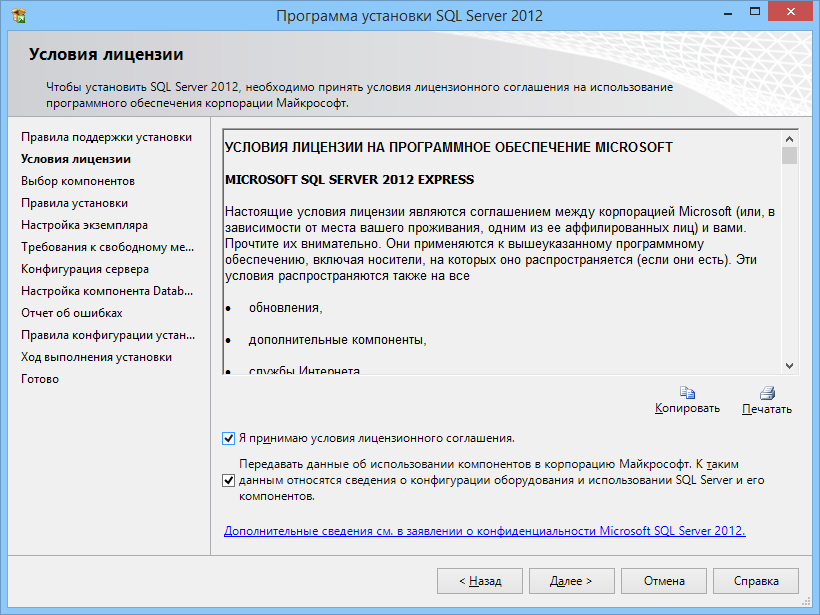 Программа установки SQL Server 2012
Условия лицензии
Чтобы установить SQL Server 2012, необходимо принять условия лицензионного соглашения на использование
программного обеспечения корпорации Майкрософт.
Правила поддержки установки
Условия лицензии
Выбор компонентов
Правила установки
Настройка экземпляра
Требования к свободному ме...
Конфигурация сервера
Настройка компонента Datab...
Отчет об ошибках
Правила конфигурации устан...
Ход выполнения установки
Готово
УСЛОВИЯ ЛИЦЕНЗИИ НА ПРОГРАММНОЕ ОБЕСПЕЧЕНИЕ MICROSOFT
MICROSOFT SQL SERVER 2012 EXPRESS
Настоящие условия лицензии являются соглашением между корпорацией Microsoft (или, в
зависимости от места вашего проживания, одним из ее аффилированных лиц) и вами.
Прочтите их внимательно. Они применяются к вышеуказанному программному
обеспечению, включая носители, на которых оно распространяется (если они есть). Эти
условия распространяются также на все
• обновления,
• дополнительные компоненты,
• службы Интернета
Копировать
Печатать
Я принимаю условия лицензионного соглашения.
Передавать данные об использовании компонентов в корпорацию Майкрософт. К таким
данным относятся сведения о конфигурации оборудования и использовании SQL Server и его
компонентов.
Дополнительные сведения см. в заявлении о конфиденциальности Microsoft SQL Server 2012.
< Назад
Далее >
Отмена
Справка